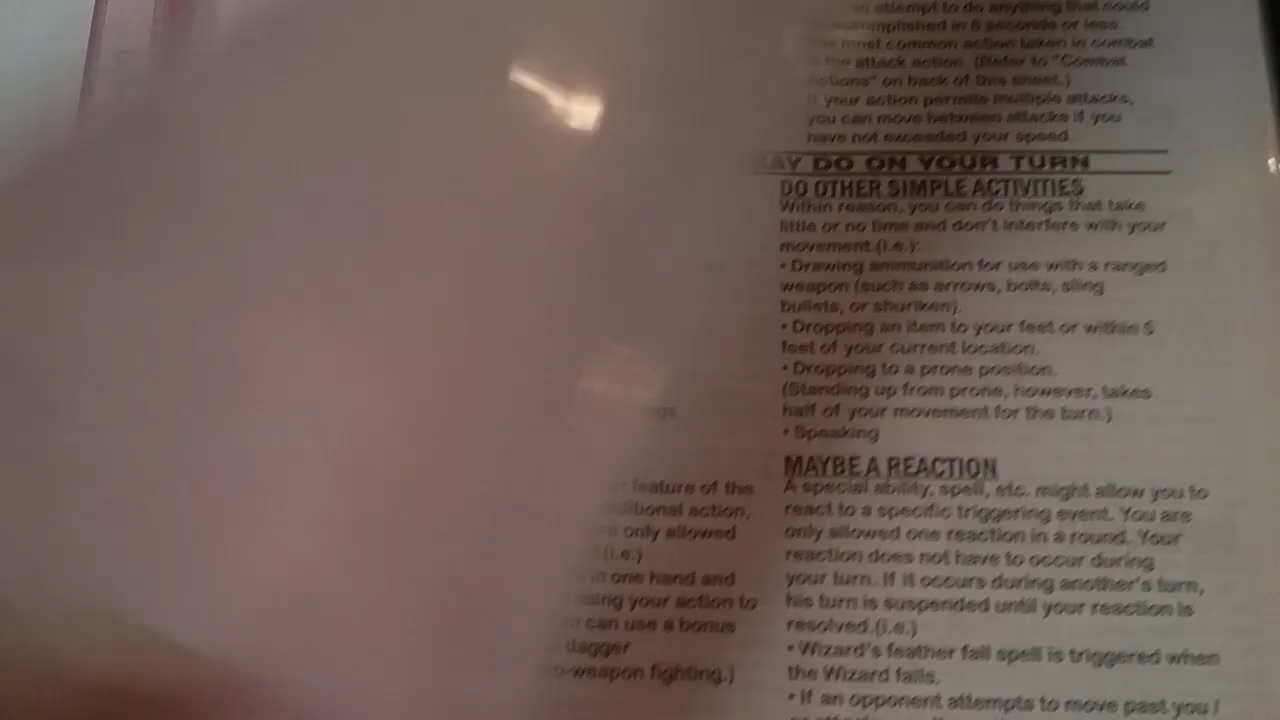 attempt to do anything that could
accomplished in 6 seconds or less.
most common action taken in combat
the attack action. (Refer to "Combat
Actions" on back of this sheet.)
If your action permits multiple attacks,
you can move between attacks if you
have not exceeded your speed.
MAY DO ON YOUR TURN
DO OTHER SIMPLE ACTIVITIES
Within reason, you can do things that take
little or no time and don't interfere with your
movement.(i.e.):
• Drawing ammunition for use with a ranged
weapon (such as arrows, bolts, sling
bullets, or shuriken).
• Dropping an item to your feet or within 5
feet of your current location.
• Dropping to a prone position.
(Standing up from prone, however, takes
half of your movement for the turn.)
• Speaking
feature of the
additional action,
only allowed
(i.e.)
in one hand and
using your action to
can use a bonus
dagger
-weapon fighting.)
MAYBE A REACTION
A special ability, spell, etc. might allow you to
react to a specific triggering event. You are
only allowed one reaction in a round. Your
reaction does not have to occur during
your turn. If it occurs during another's turn,
his turn is suspended until your reaction is
resolved.(i.e.)
• Wizard's feather fall spell is triggered when
the Wizard falls.
• If an opponent attempts to move past you /